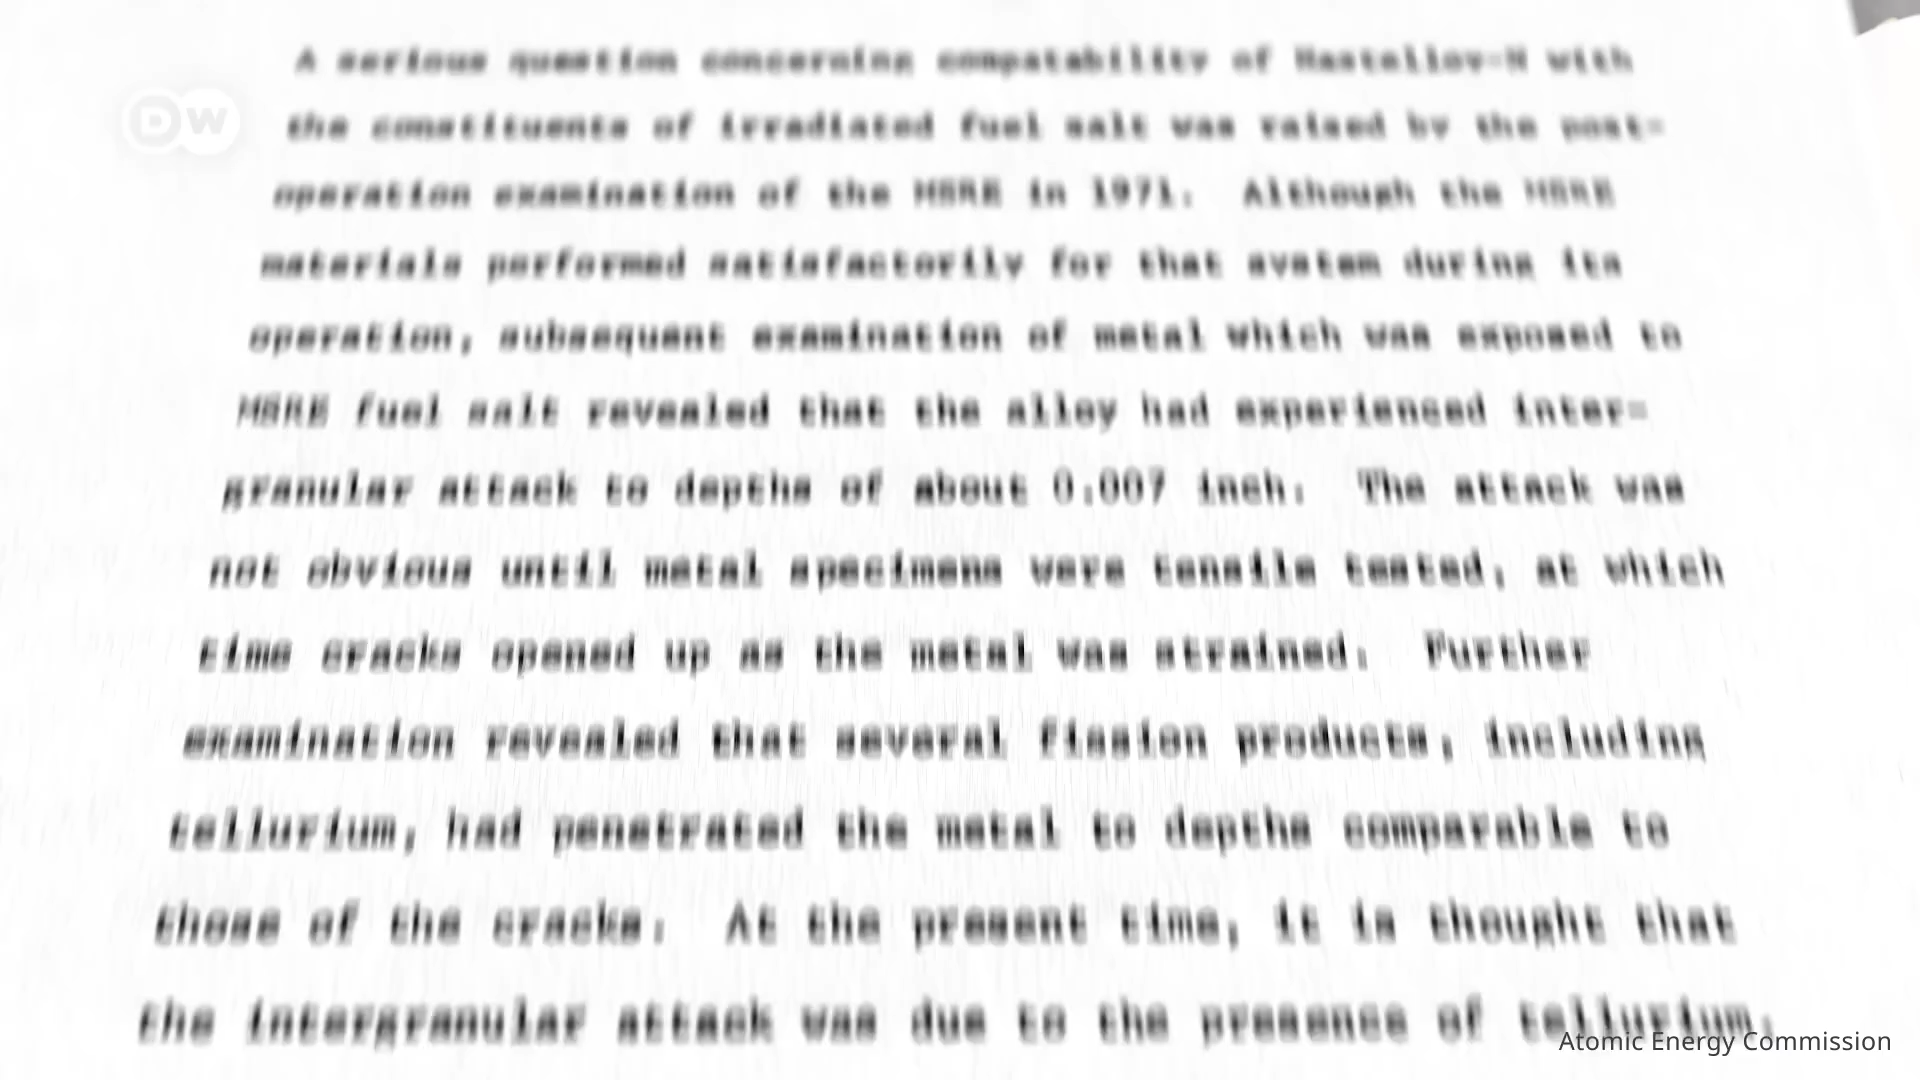 DW
A serious question concerning compatability of Hastelloy-N with
the constituents of irradiated fuel salt was raised by the post-
operation examination of the MSRE in 1971. Although the MSRE
materials performed satisfactorily for that system during its
operation, subsequent examination of metal which was exposed to
MSRE fuel salt revealed that the alloy had experienced inter-
granular attack to depths of about 0.007 inch. The attack was
not obvious until metal specimens were tensile tested, at which
time cracks opened up as the metal was strained. Further
examination revealed that several fission products, including
tellurium, had penetrated the metal to depths comparable to
those of the cracks. At the present time, it is thought that
the intergranular attack was due to the presence of tellurium.
Atomic Energy Commission